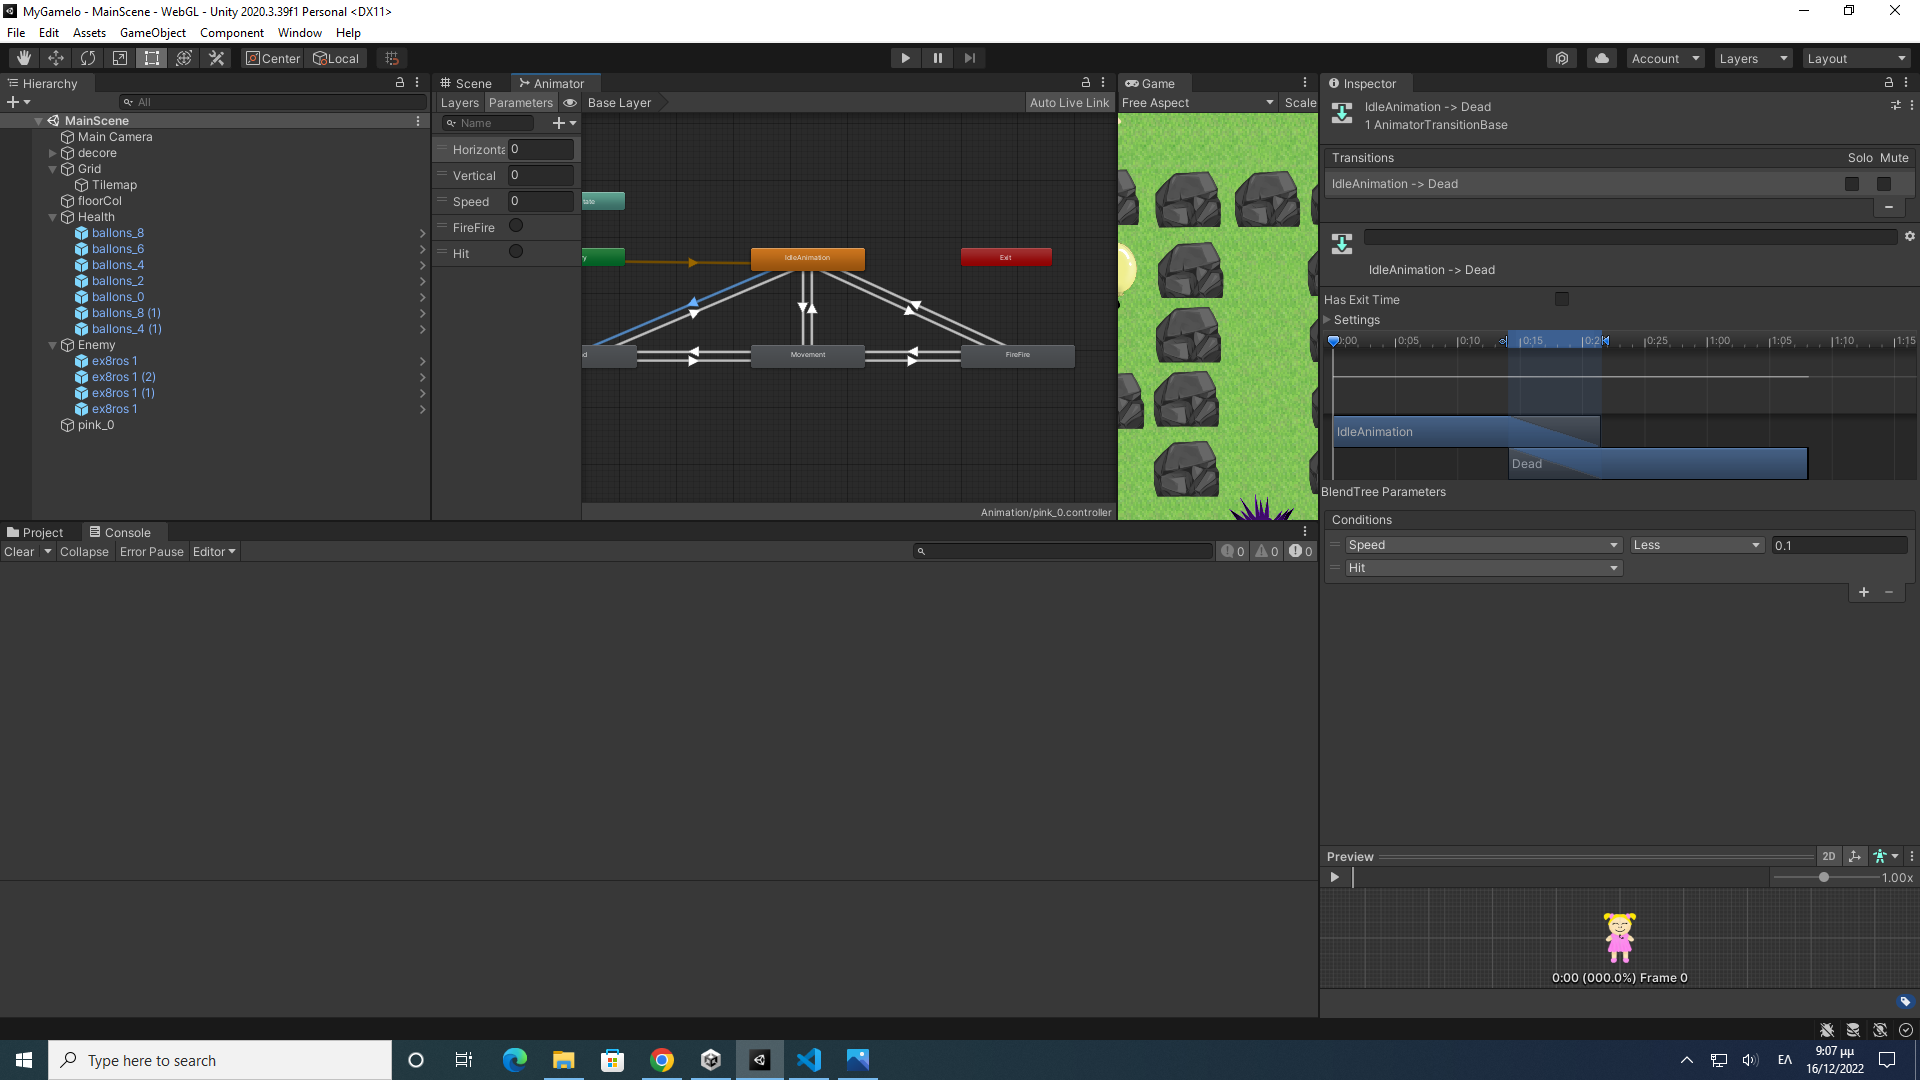 MyGamelo - MainScene - WebGL - Unity 2020.3.39f1 Personal <DX11>
File Edit Assets GameObject Component Window Help
Center Local Account Layers Layout
Hierarchy
All
MainScene
Main Camera
decore
Grid
Tilemap
floorCol
Health
ballons_8
ballons_6
ballons_4
ballons_2
ballons_0
ballons_8 (1)
ballons_4 (1)
Enemy
ex8ros 1
ex8ros 1 (2)
ex8ros 1 (1)
ex8ros 1
pink_0
Scene Animator
Layers Parameters Base Layer Auto Live Link
Name
Horizonta 0
Vertical 0
Speed 0
FireFire
Hit
tate
ry IdleAnimation Exit
d Movement FireFire
Animation/pink_0.controller
Game
Free Aspect Scale
Inspector
IdleAnimation -> Dead
1 AnimatorTransitionBase
Transitions Solo Mute
IdleAnimation -> Dead
IdleAnimation -> Dead
Has Exit Time
Settings
0:00 0:05 0:10 0:15 0:2 0:25 1:00 1:05 1:10 1:15
IdleAnimation
Dead
BlendTree Parameters
Conditions
Speed Less 0.1
Hit
Preview 2D
1.00x
0:00 (000.0%) Frame 0
Project Console
Clear Collapse Error Pause Editor 0 0 0
Type here to search
ΕΛ
9:07 μμ
16/12/2022